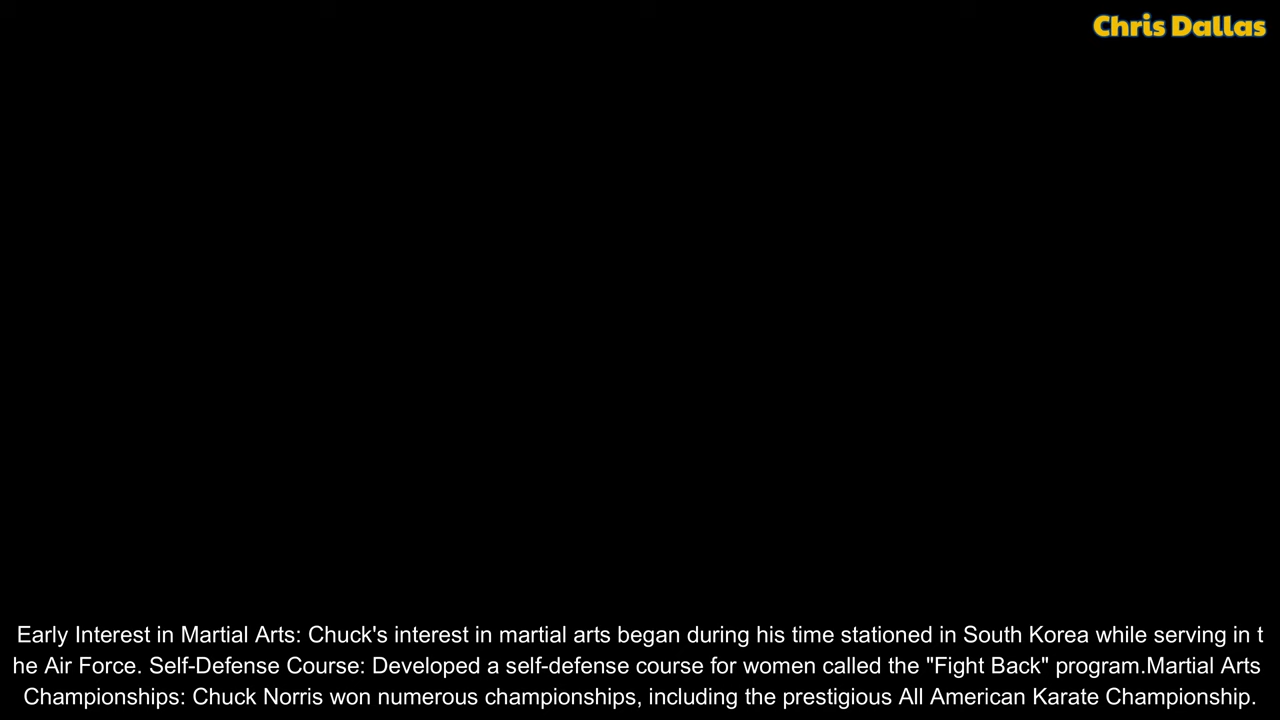 Chris Dallas
Early Interest in Martial Arts: Chuck's interest in martial arts began during his time stationed in South Korea while serving in t
he Air Force. Self-Defense Course: Developed a self-defense course for women called the "Fight Back" program.Martial Arts
Championships: Chuck Norris won numerous championships, including the prestigious All American Karate Championship.